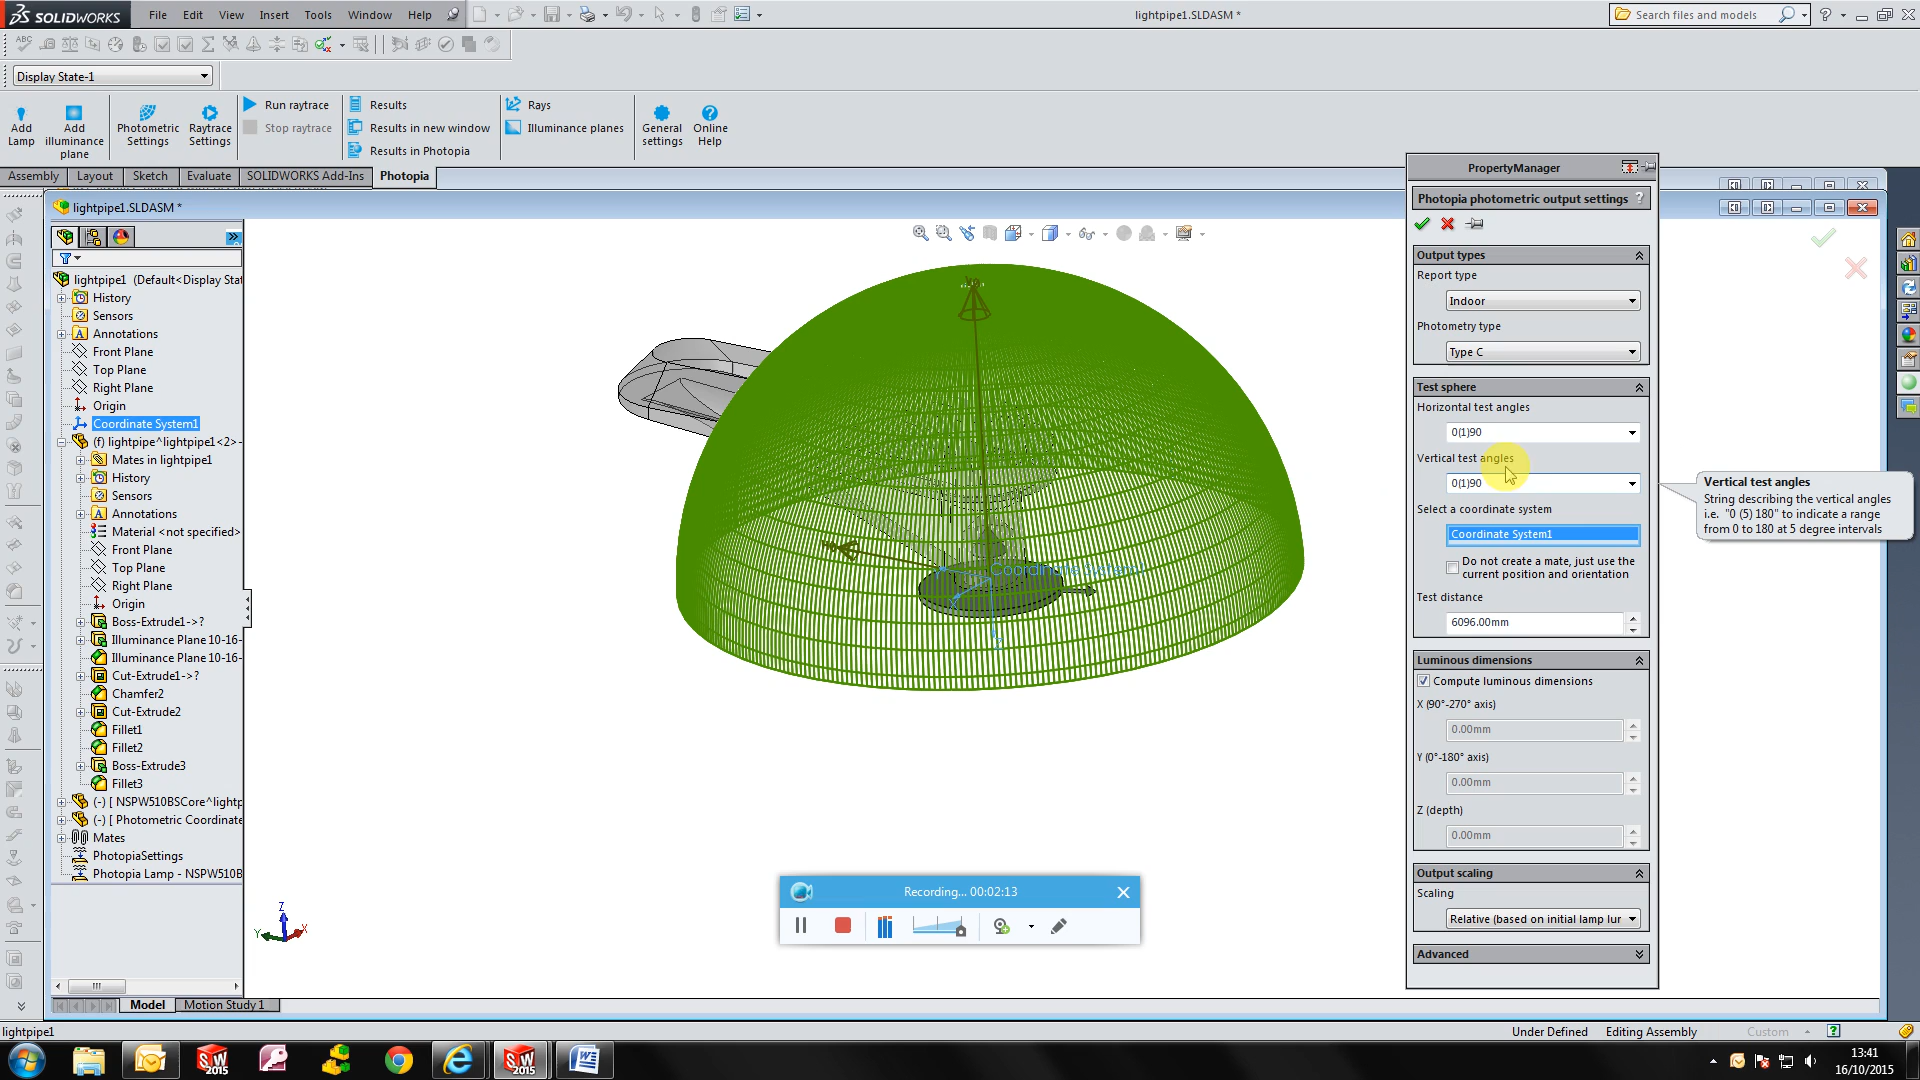 SOLIDWORKS
File Edit View Insert Tools Window Help
lightpipe1.SLDASM *
Search files and models
Display State-1
Add Lamp
Add illuminance plane
Photometric Settings
Raytrace Settings
Run raytrace
Stop raytrace
Results
Results in new window
Results in Photopia
Rays
Illuminance planes
General settings
Online Help
Assembly Layout Sketch Evaluate SOLIDWORKS Add-Ins Photopia
lightpipe1.SLDASM *
lightpipe1 (Default<Display Stat
History
Sensors
Annotations
Front Plane
Top Plane
Right Plane
Origin
Coordinate System1
(f) lightpipe^lightpipe1<2>
Mates in lightpipe1
History
Sensors
Annotations
Material <not specified>
Front Plane
Top Plane
Right Plane
Origin
Boss-Extrude1->?
Illuminance Plane 10-16-
Illuminance Plane 10-16-
Cut-Extrude1->?
Chamfer2
Cut-Extrude2
Fillet1
Fillet2
Boss-Extrude3
Fillet3
(-) [ NSPW510BSCore^lightp
(-) [ Photometric Coordinate
Mates
PhotopiaSettings
Photopia Lamp - NSPW510B
Coordinate System1
Z
Y
X
PropertyManager
Photopia photometric output settings ?
Output types
Report type
Indoor
Photometry type
Type C
Test sphere
Horizontal test angles
0(1)90
Vertical test angles
0(1)90
Select a coordinate system
Coordinate System1
Do not create a mate, just use the
current position and orientation
Test distance
6096.00mm
Luminous dimensions
Compute luminous dimensions
X (90°-270° axis)
0.00mm
Y (0°-180° axis)
0.00mm
Z (depth)
0.00mm
Output scaling
Scaling
Relative (based on initial lamp lur
Advanced
Vertical test angles
String describing the vertical angles
i.e. "0 (5) 180" to indicate a range
from 0 to 180 at 5 degree intervals
Recording... 00:02:13
Model Motion Study 1
lightpipe1
Under Defined Editing Assembly Custom
13:41
16/10/2015